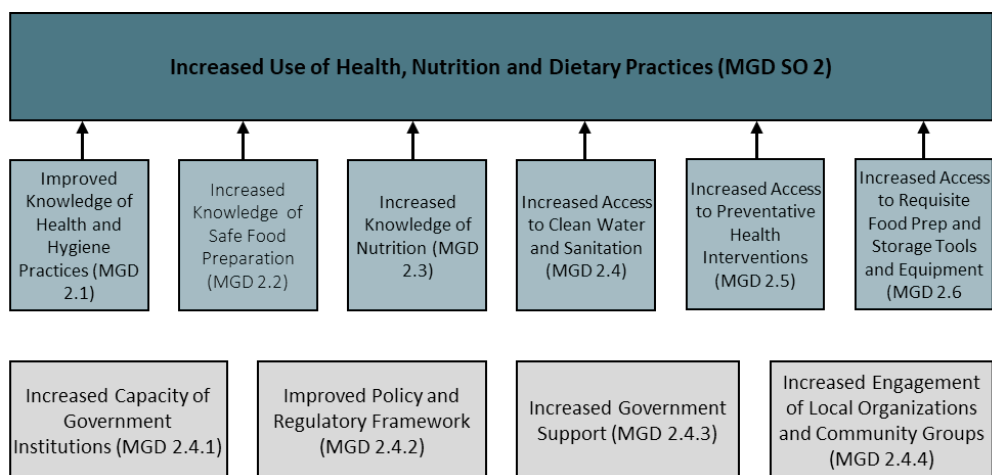 Increased Use of Health, Nutrition and Dietary Practices (MGD SO 2)
Improved
Knowledge of
Health and
Hygiene
Practices (MGD
2.1)
Increased
Knowledge of
Safe Food
Preparation
(MGD 2.2)
Increased
Knowledge of
Nutrition (MGD
2.3)
Increased Access
to Clean Water
and Sanitation
(MGD 2.4)
Increased Access
to Preventative
Health
Interventions
(MGD 2.5)
Increased Access
to Requisite
Food Prep and
Storage Tools
and Equipment
(MGD 2.6
Increased Capacity of
Government
Institutions (MGD 2.4.1)
Improved Policy and
Regulatory Framework
(MGD 2.4.2)
Increased Government
Support (MGD 2.4.3)
Increased Engagement
of Local Organizations
and Community Groups
(MGD 2.4.4)